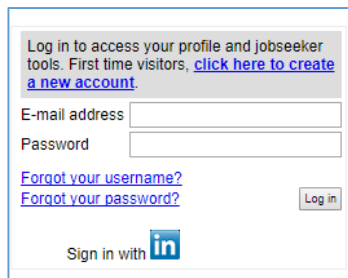 Log in to access your profile and jobseeker
tools. First time visitors, click here to create
a new account.
E-mail address
Password
Forgot your username?
Forgot your password?
Log in
Sign in with in